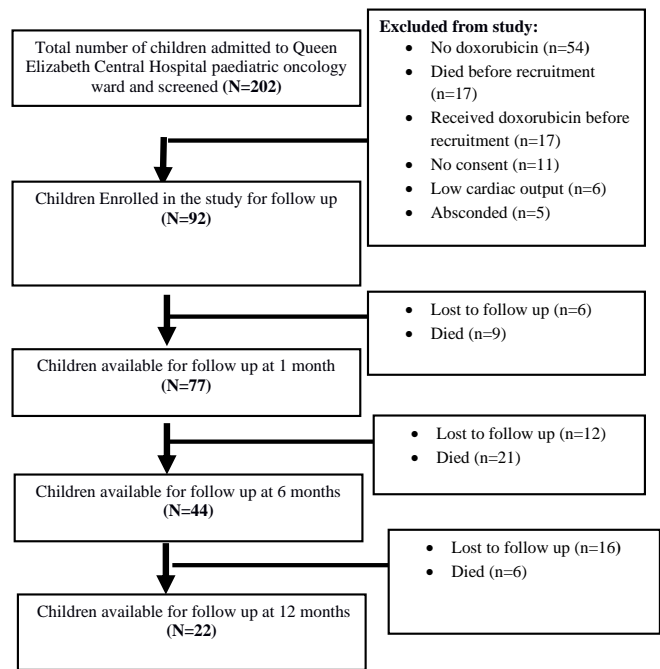 Total number of children admitted to Queen
Elizabeth Central Hospital paediatric oncology
ward and screened (N=202)
Excluded from study:
• No doxorubicin (n=54)
• Died before recruitment
(n=17)
• Received doxorubicin before
recruitment (n=17)
• No consent (n=11)
• Low cardiac output (n=6)
• Absconded (n=5)
Children Enrolled in the study for follow up
(N=92)
• Lost to follow up (n=6)
• Died (n=9)
Children available for follow up at 1 month
(N=77)
• Lost to follow up (n=12)
• Died (n=21)
Children available for follow up at 6 months
(N=44)
• Lost to follow up (n=16)
• Died (n=6)
Children available for follow up at 12 months
(N=22)